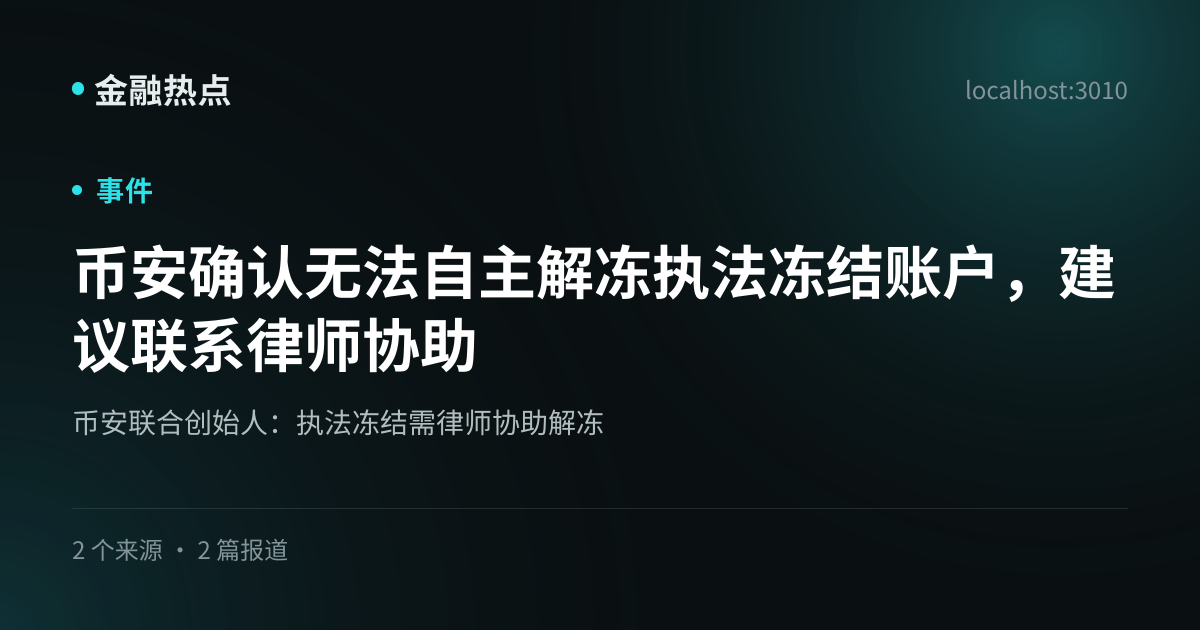 金融热点
localhost:3010
事件
币安确认无法自主解冻执法冻结账户，建
议联系律师协助
币安联合创始人：执法冻结需律师协助解冻
2 个来源 · 2 篇报道